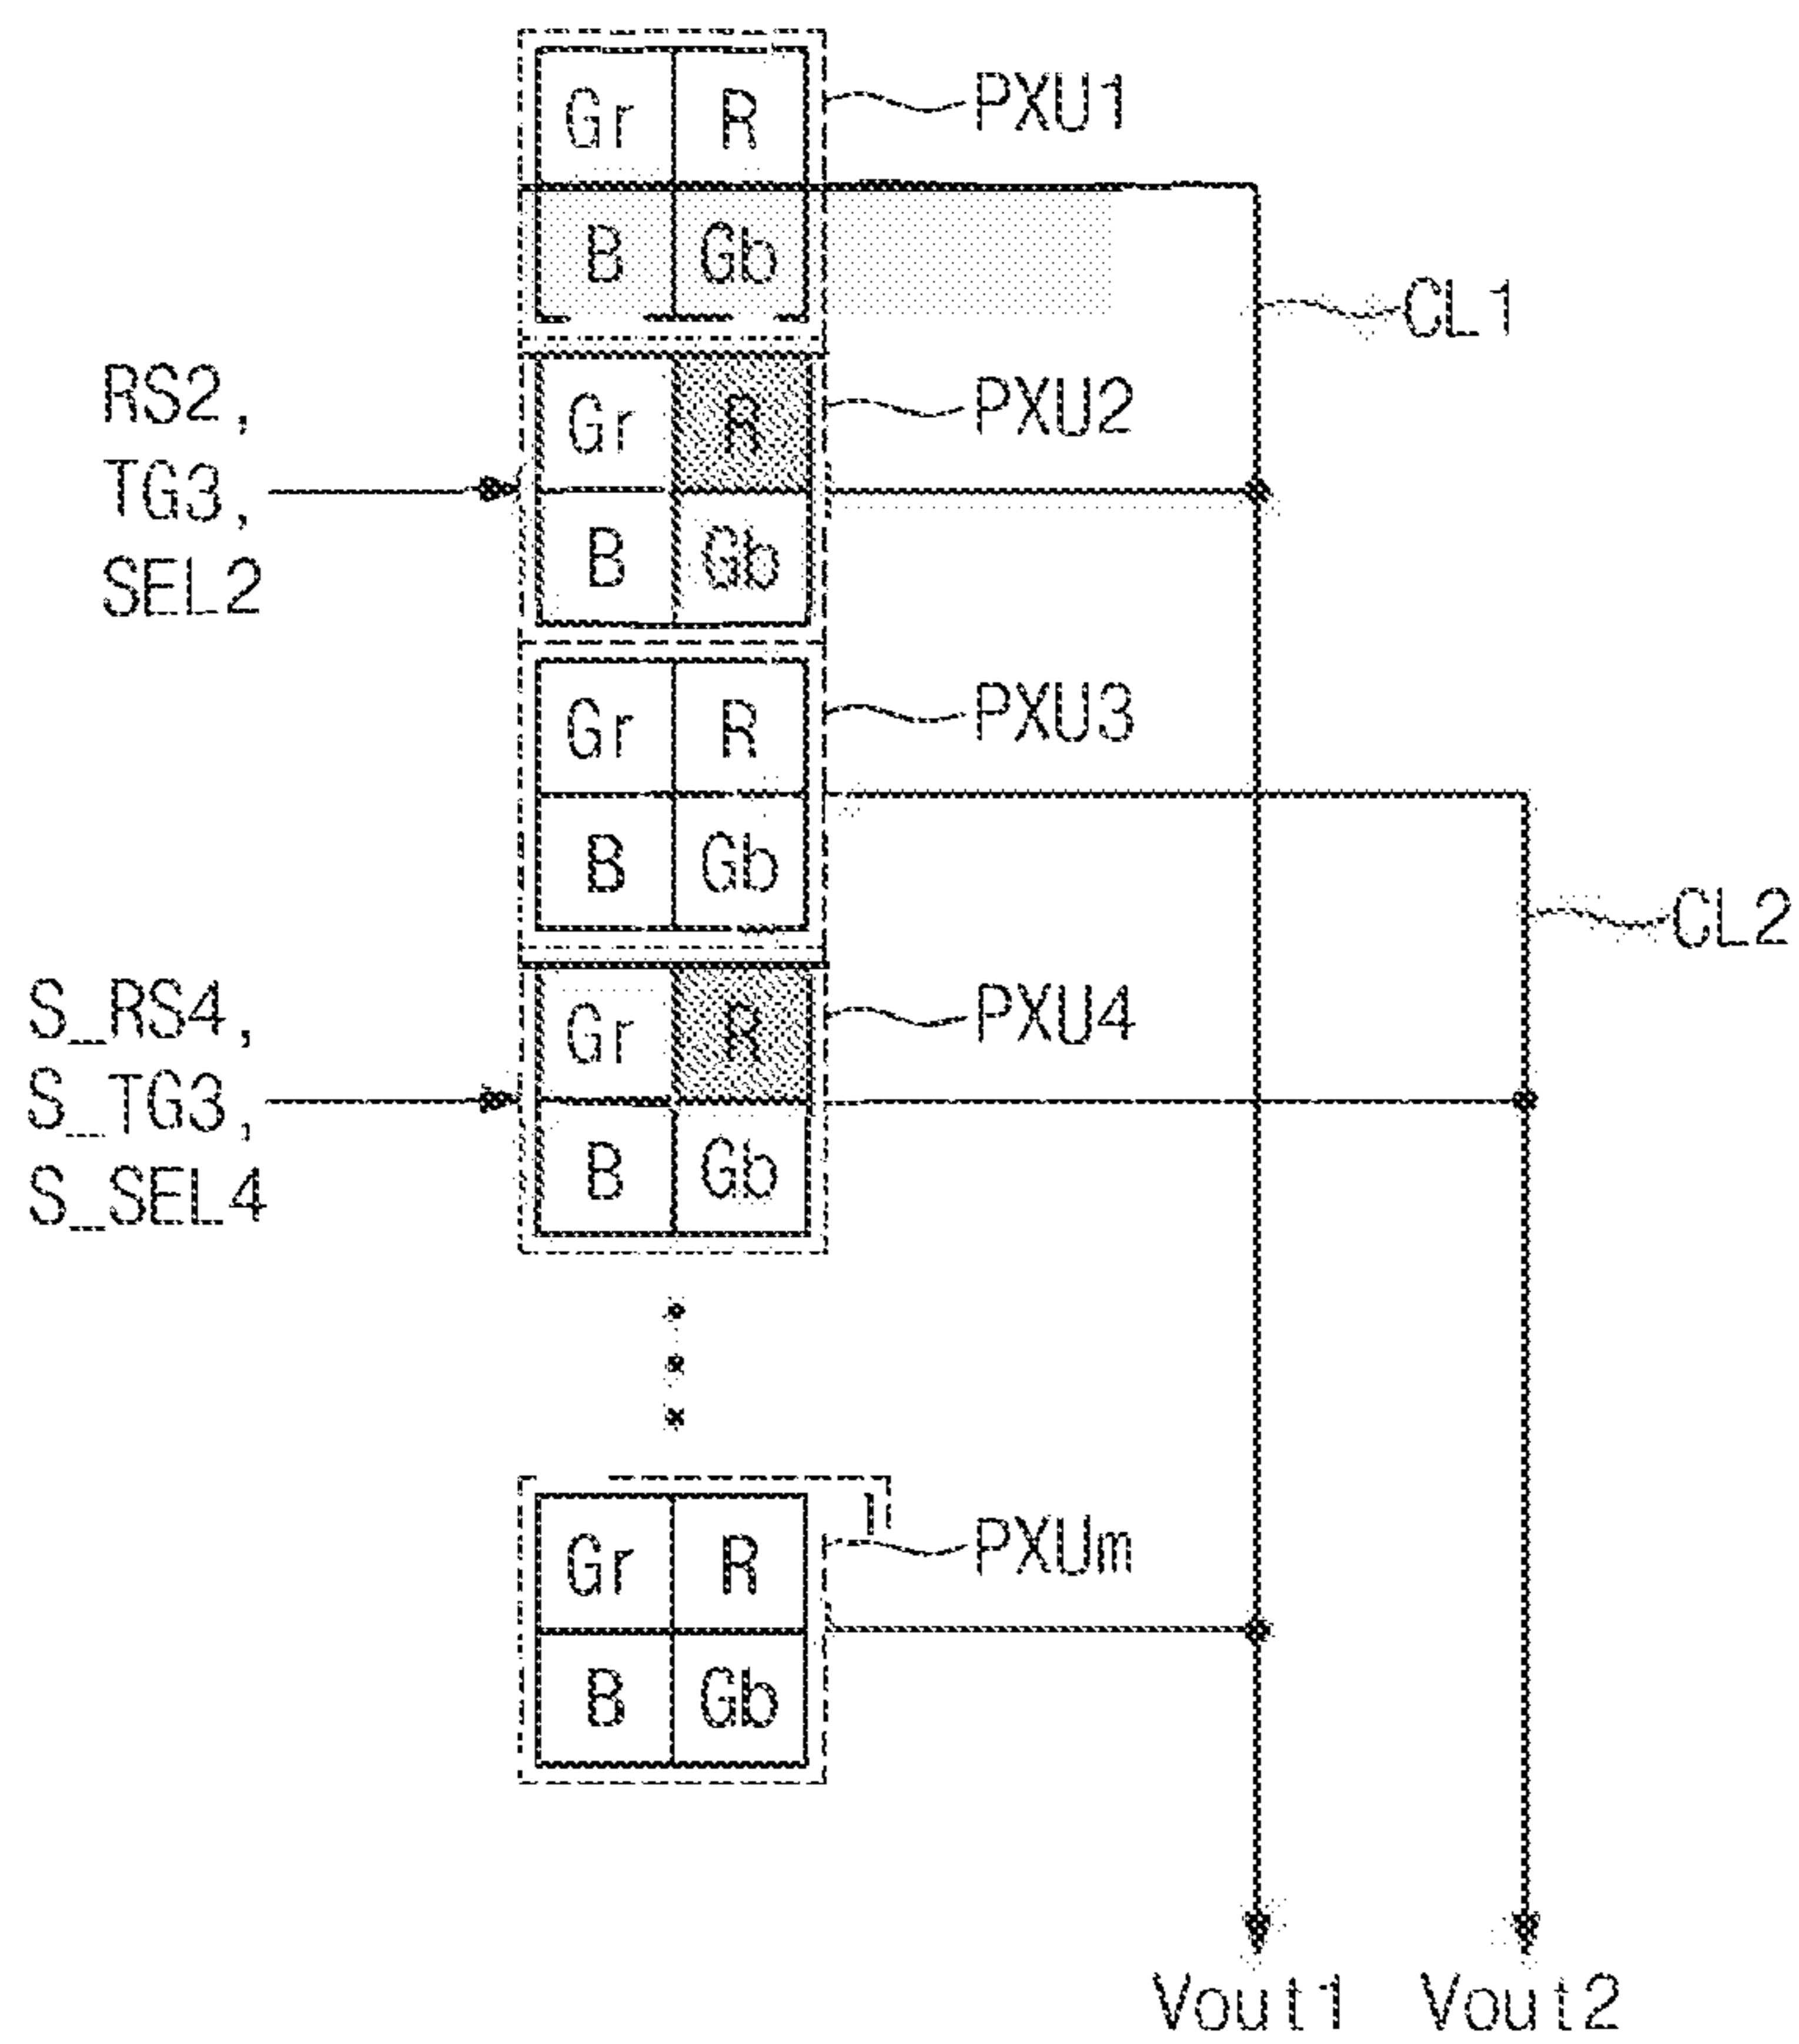 Gr R PXU1
B Gb
CL1
RS2,
TG3,
SEL2
Gr R PXU2
B Gb
Gr R PXU3
B Gb
CL2
S_RS4,
S_TG3,
S_SEL4
Gr R PXU4
B Gb
Gr R PXUm
B Gb
Vout1 Vout2